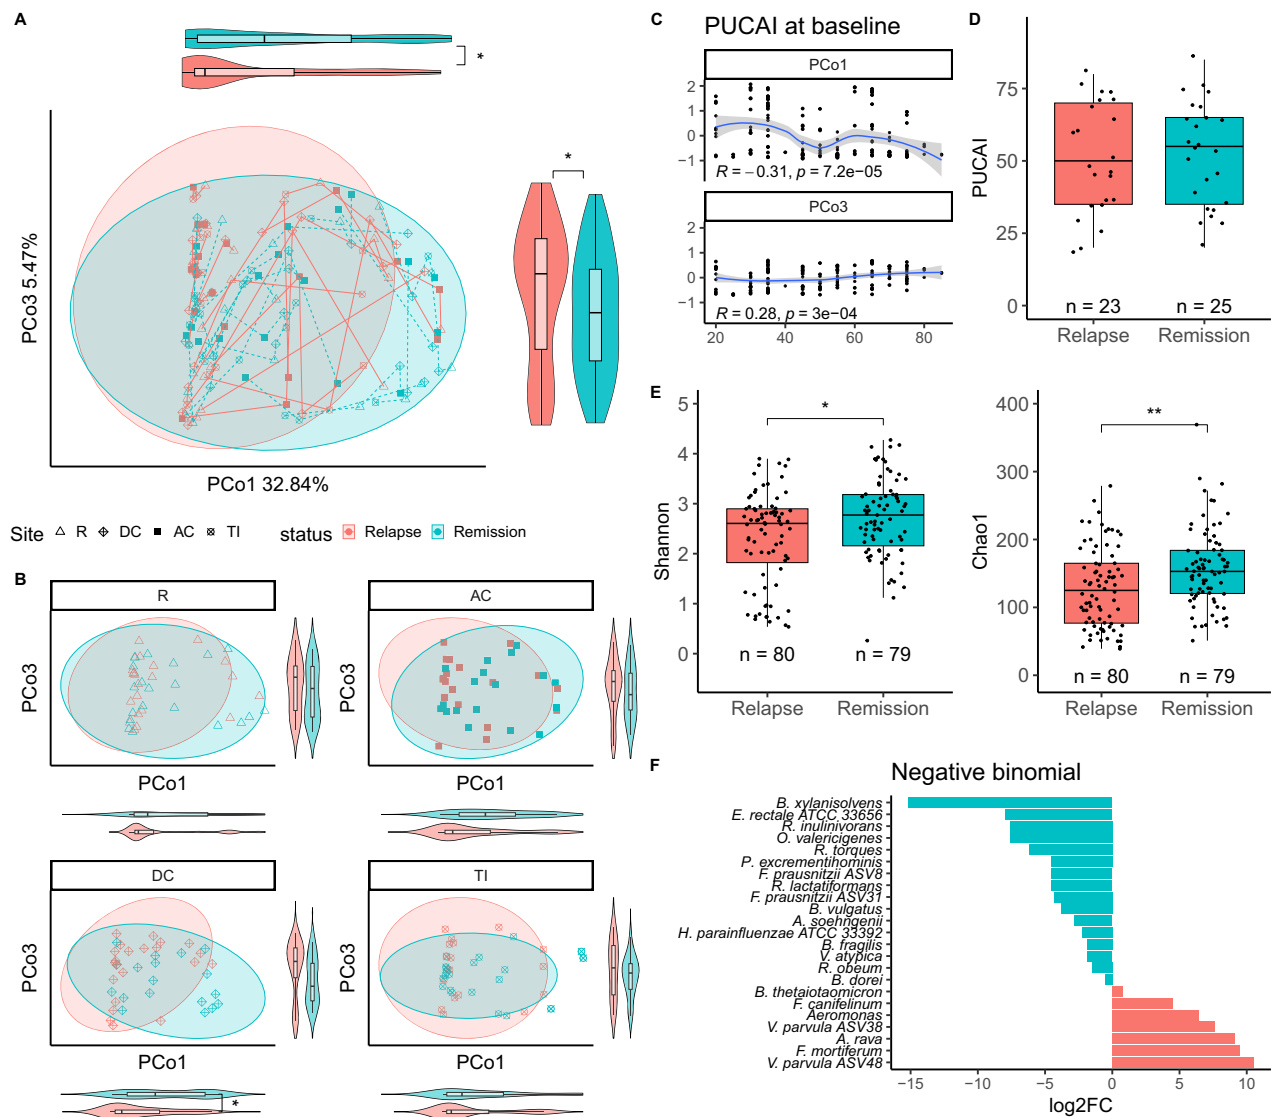 A
*
*
PCo3 5.47%
PCo1 32.84%
Site R DC AC TI status Relapse Remission
B
R
PCo3
PCo1
AC
PCo3
PCo1
DC
PCo3
PCo1
*
TI
PCo3
PCo1
C
PUCAI at baseline
PCo1
2
1
0
−1
R = −0.31, p = 7.2e−05
PCo3
2
1
0
−1
R = 0.28, p = 3e−04
20 40 60 80
D
PUCAI
75
50
25
0
n = 23 n = 25
Relapse Remission
E
Shannon
5
4
3
2
1
0
*
n = 80 n = 79
Relapse Remission
Chao1
400
300
200
100
0
**
n = 80 n = 79
Relapse Remission
F
Negative binomial
B. xylanisolvens
E. rectale ATCC 33656
R. inulinivorans
O. valericigenes
R. torques
P. excrementihominis
F. prausnitzii ASV8
R. lactatiformans
F. prausnitzii ASV31
B. vulgatus
A. soehngenii
H. parainfluenzae ATCC 33392
B. fragilis
V. atypica
R. obeum
B. dorei
B. thetaiotaomicron
F. canifelinum
Aeromonas
V. parvula ASV38
A. rava
F. mortiferum
V. parvula ASV48
−15 −10 −5 0 5 10
log2FC